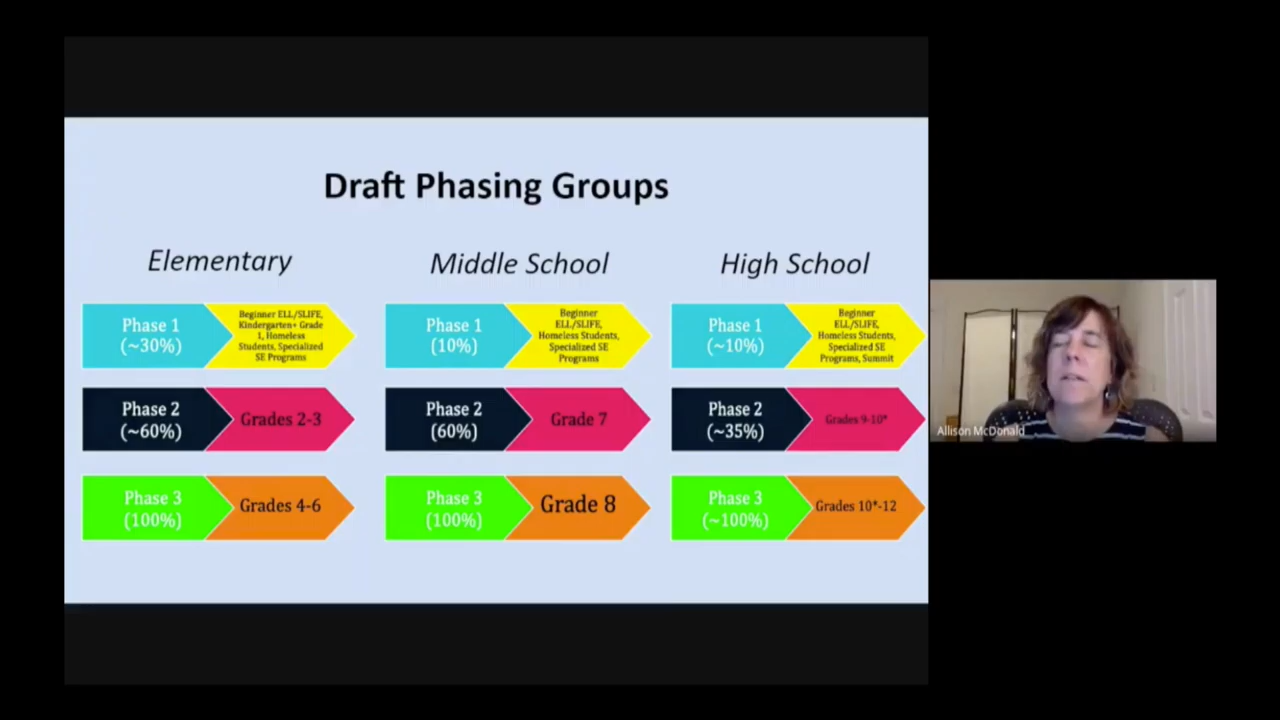 Draft Phasing Groups
Elementary
Middle School
High School
Phase 1
(~30%)
Beginner ELL/SLIFE,
Kindergarten+ Grade
1, Homeless
Students, Specialized
SE Programs
Phase 1
(10%)
Beginner
ELL/SLIFE,
Homeless Students,
Specialized SE
Programs
Phase 1
(~10%)
Beginner
ELL/SLIFE,
Homeless Students,
Specialized SE
Programs, Summit
Phase 2
(~60%)
Grades 2-3
Phase 2
(60%)
Grade 7
Phase 2
(~35%)
Grades 9-10*
Phase 3
(100%)
Grades 4-6
Phase 3
(100%)
Grade 8
Phase 3
(~100%)
Grades 10*-12
Allison McDonald